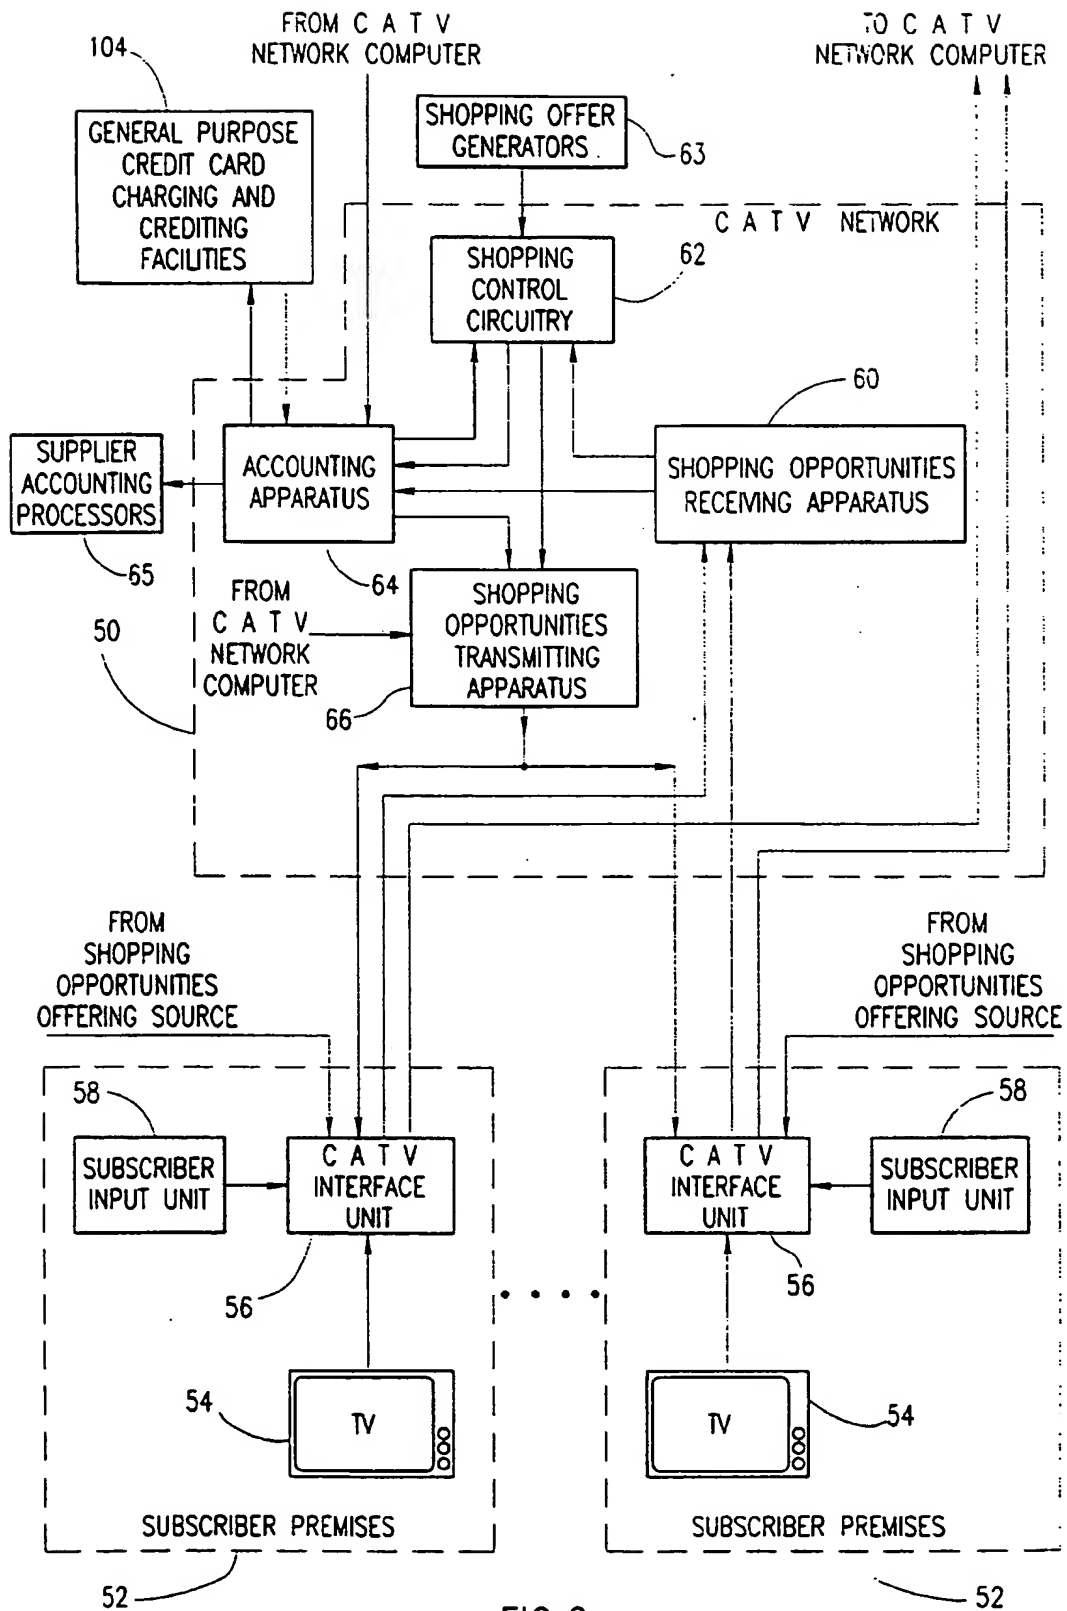 FROM C A T V
NETWORK COMPUTER
TO C A T V
NETWORK COMPUTER
104
GENERAL PURPOSE
CREDIT CARD
CHARGING AND
CREDITING
FACILITIES
SHOPPING OFFER
GENERATORS
63
C A T V NETWORK
SHOPPING
CONTROL
CIRCUITRY
62
60
SUPPLIER
ACCOUNTING
PROCESSORS
65
ACCOUNTING
APPARATUS
64
SHOPPING OPPORTUNITIES
RECEIVING APPARATUS
50
FROM
C A T V
NETWORK
COMPUTER
SHOPPING
OPPORTUNITIES
TRANSMITTING
APPARATUS
66
FROM
SHOPPING
OPPORTUNITIES
OFFERING SOURCE
FROM
SHOPPING
OPPORTUNITIES
OFFERING SOURCE
58
SUBSCRIBER
INPUT UNIT
C A T V
INTERFACE
UNIT
56
54
TV
SUBSCRIBER PREMISES
52
C A T V
INTERFACE
UNIT
58
SUBSCRIBER
INPUT UNIT
56
TV
54
SUBSCRIBER PREMISES
52